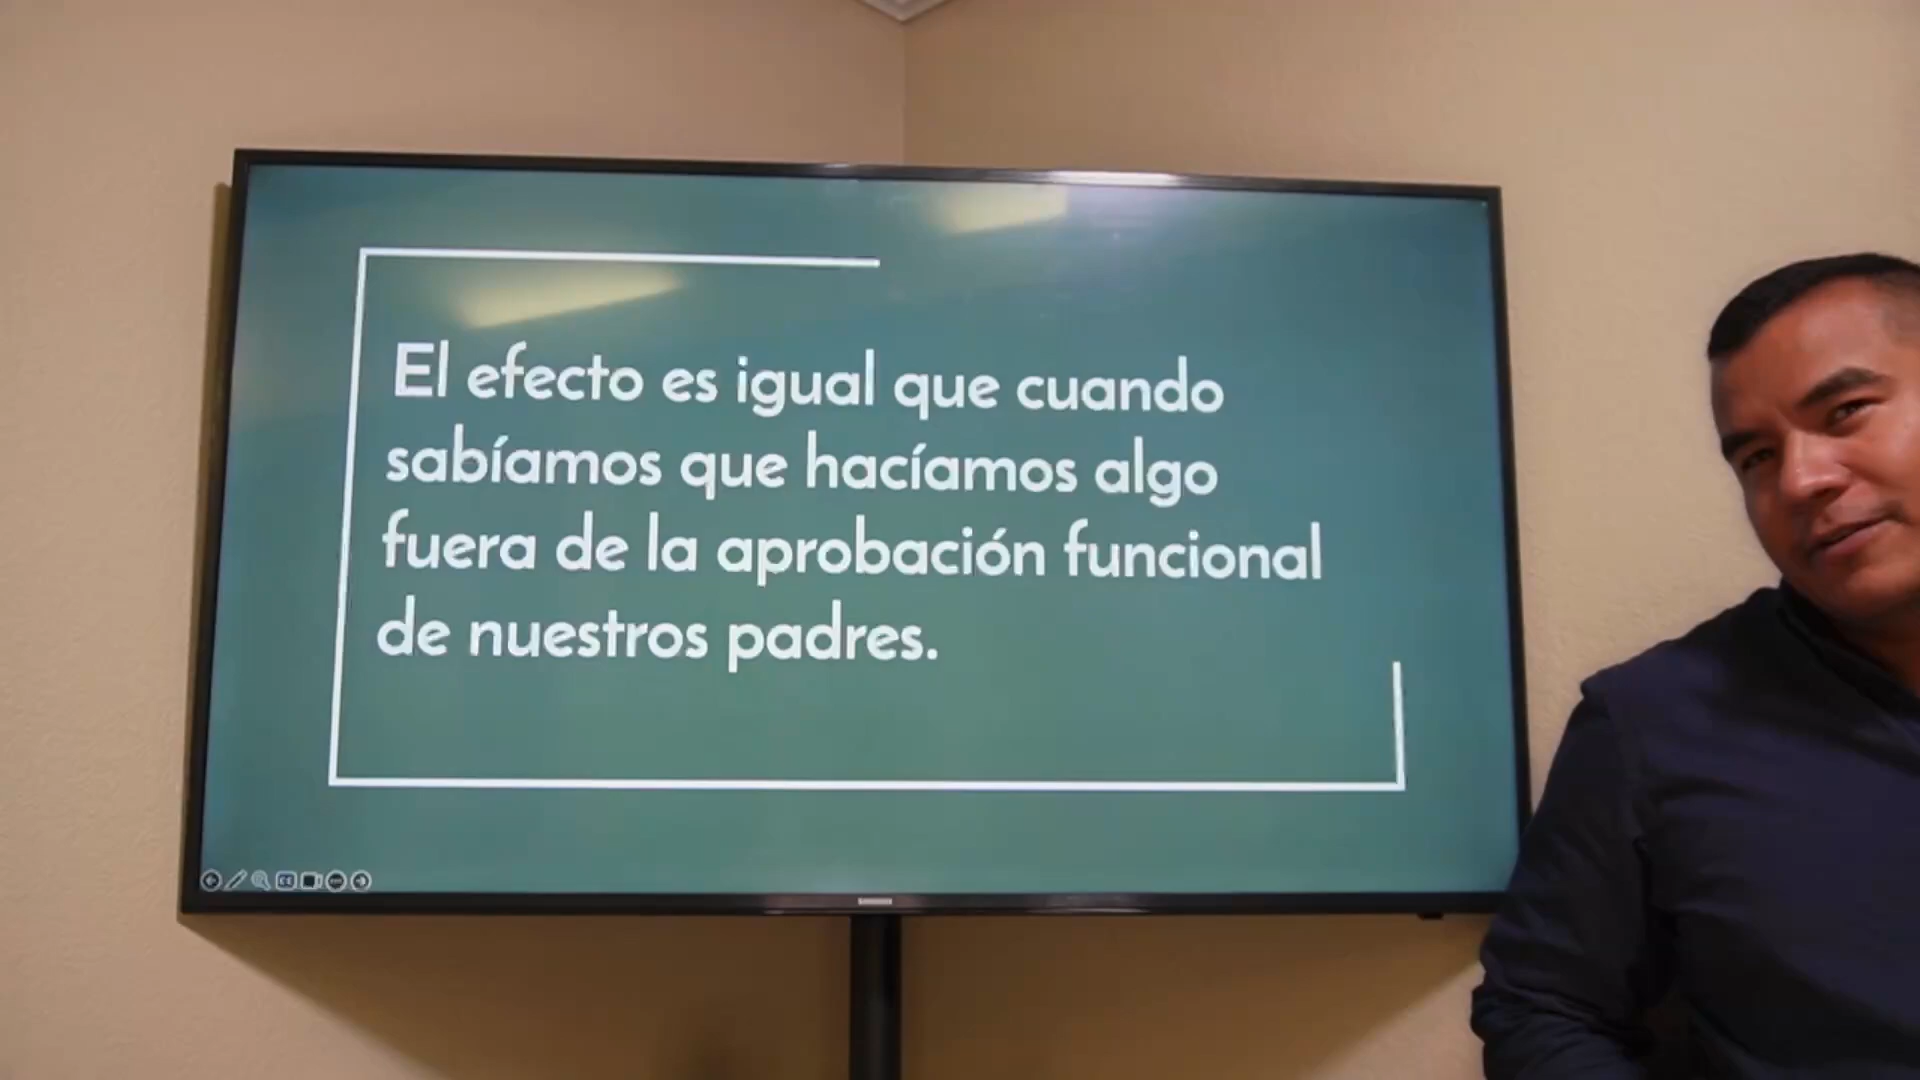 El efecto es igual que cuando
sabíamos que hacíamos algo
fuera de la aprobación funcional
de nuestros padres.